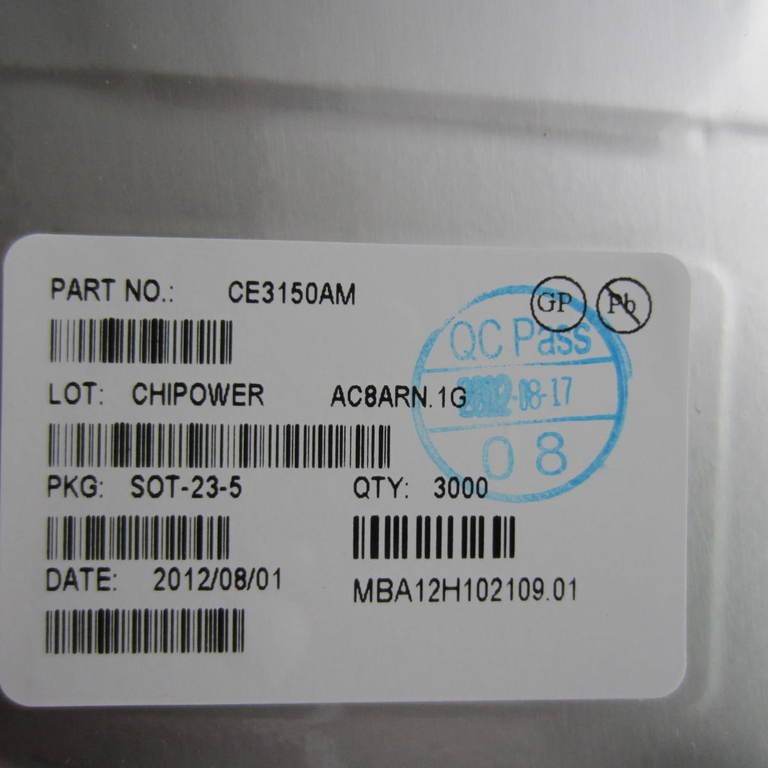 PART NO.: CE3150AM
GP
Pb
QC Pass
LOT: CHIPOWER AC8ARN.1G
2012-08-17
08
PKG: SOT-23-5 QTY: 3000
DATE: 2012/08/01
MBA12H102109.01